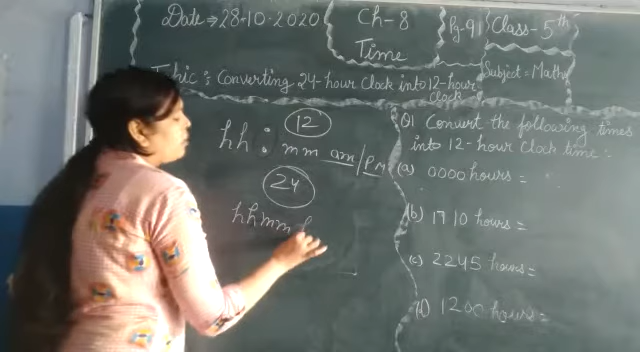 Date → 28-10-2020
Ch-8
Time
Pg-91
Class-5th
Subject = Maths
Topic: Converting 24-hour Clock into 12-hour
Clock
12
hh : mm am/PM
24
hhmm h
Q1 Convert the following times
into 12-hour clock time:
(a) 0000 hours =
(b) 1710 hours =
(c) 2245 hours =
(d) 1200 hours =